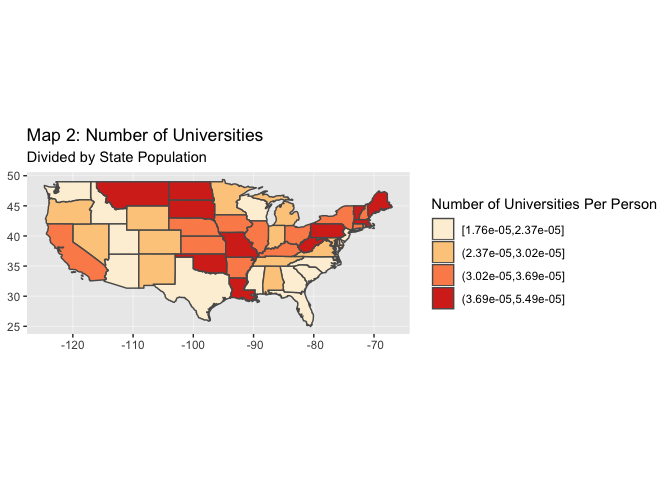 Map 2: Number of Universities
Divided by State Population
50
45
40
35
30
25
-120 -110 -100 -90 -80 -70
Number of Universities Per Person
[1.76e-05,2.37e-05]
(2.37e-05,3.02e-05]
(3.02e-05,3.69e-05]
(3.69e-05,5.49e-05]